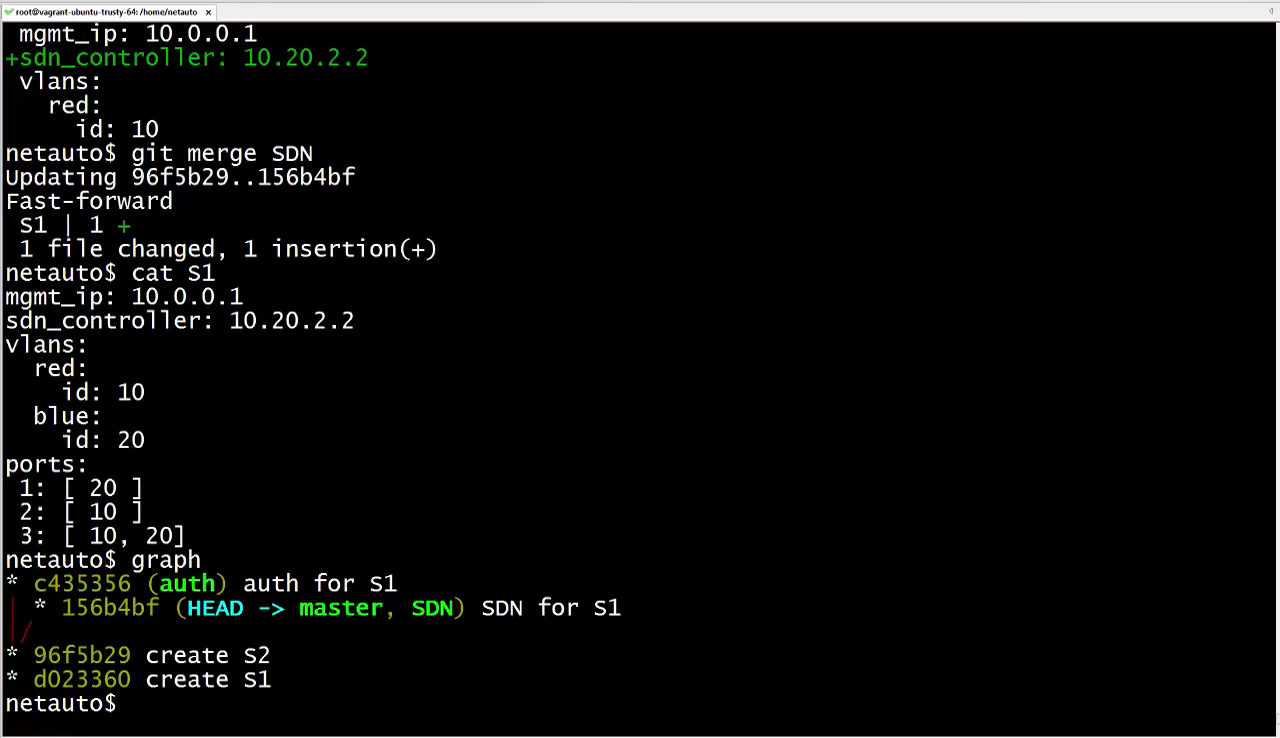 root@vagrant-ubuntu-trusty-64: /home/netauto
mgmt_ip: 10.0.0.1
+sdn_controller: 10.20.2.2
vlans:
red:
id: 10
netauto$ git merge SDN
Updating 96f5b29..156b4bf
Fast-forward
S1 | 1 +
1 file changed, 1 insertion(+)
netauto$ cat S1
mgmt_ip: 10.0.0.1
sdn_controller: 10.20.2.2
vlans:
red:
id: 10
blue:
id: 20
ports:
1: [ 20 ]
2: [ 10 ]
3: [ 10, 20]
netauto$ graph
* c435356 (auth) auth for S1
| * 156b4bf (HEAD -> master, SDN) SDN for S1
|/
* 96f5b29 create S2
* d023360 create S1
netauto$